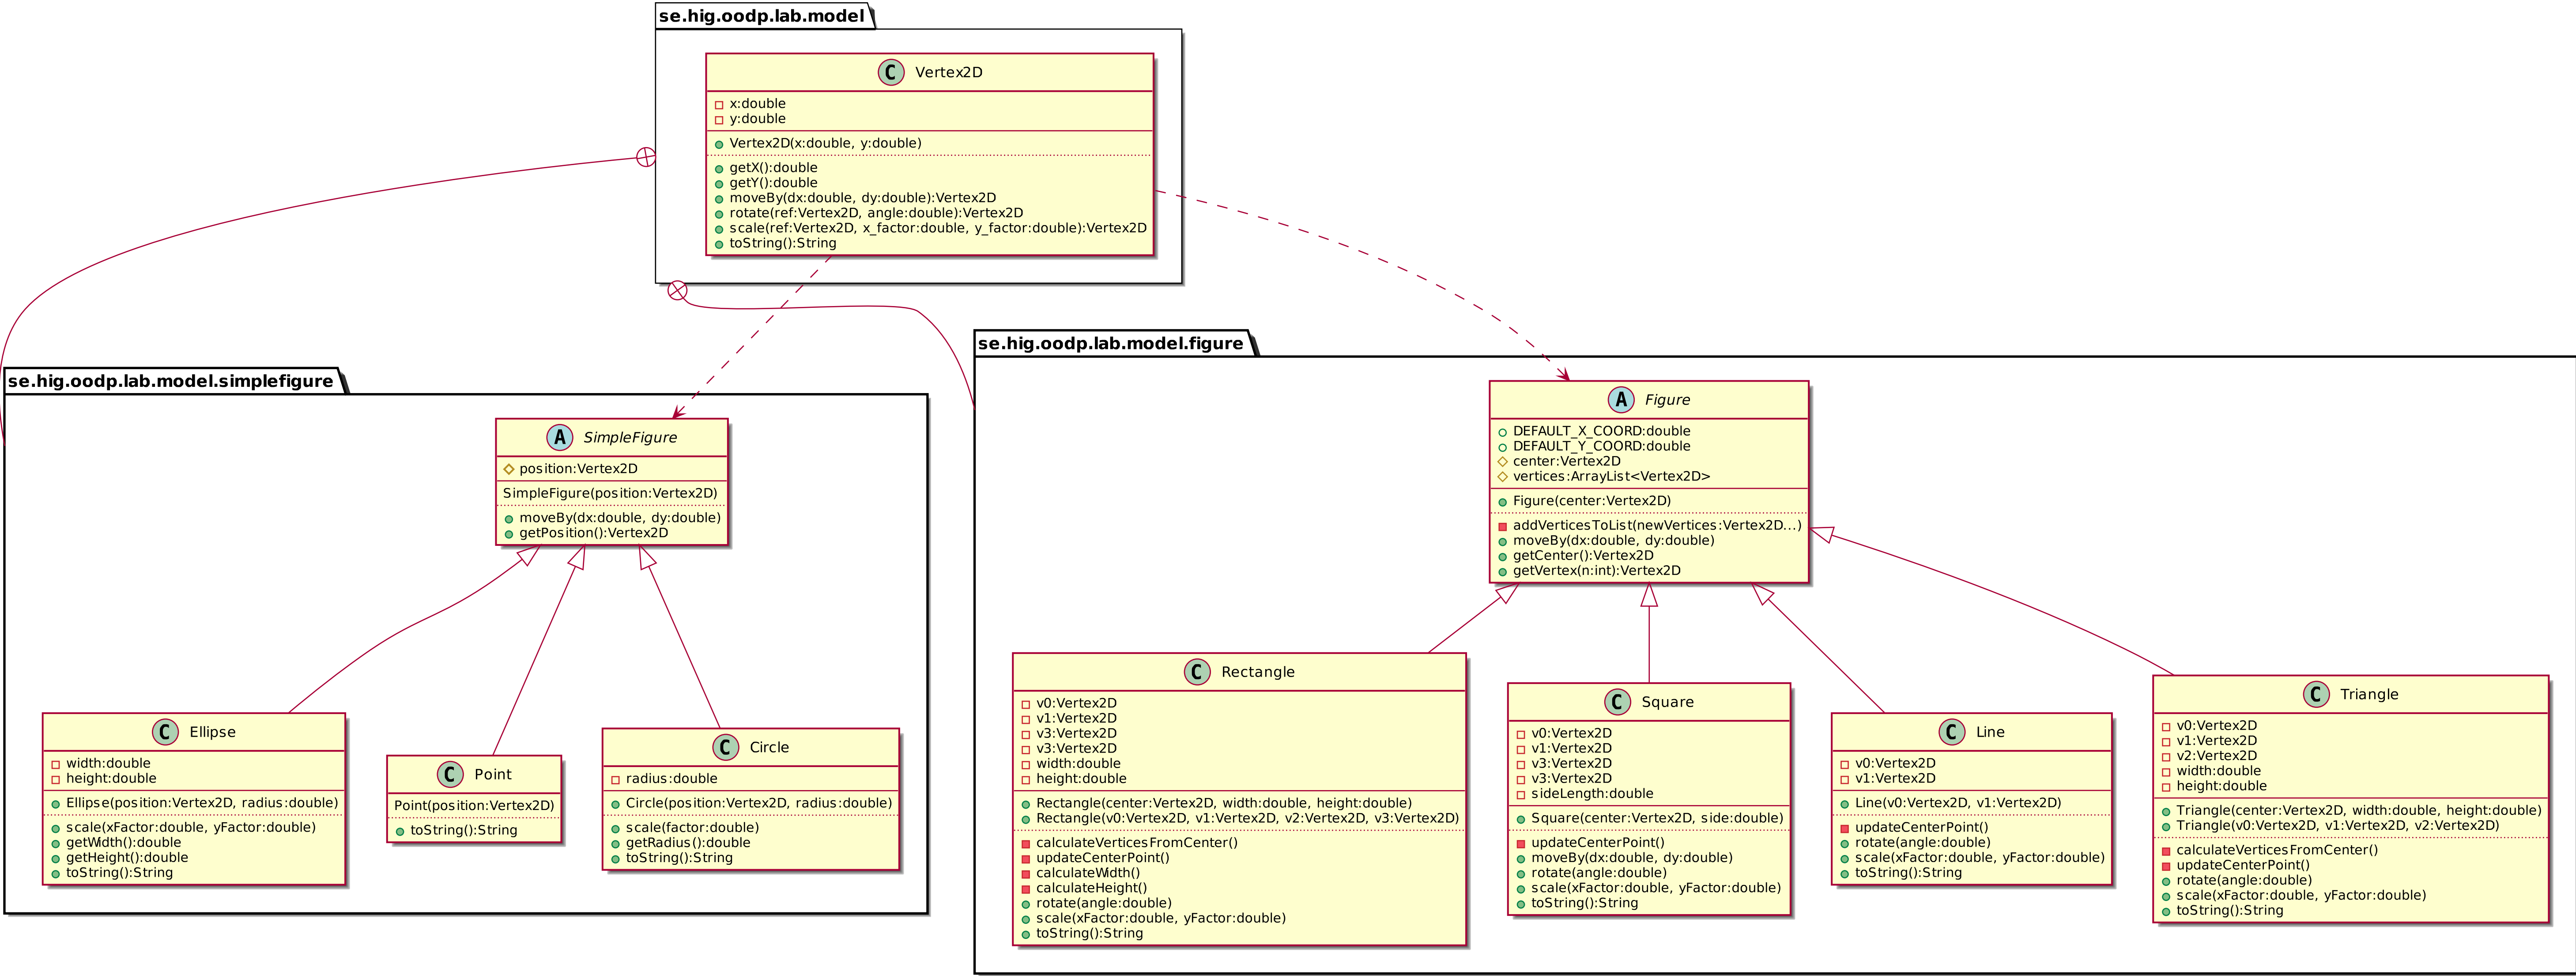 se.hig.oodp.lab.model
C Vertex2D
x:double
y:double
Vertex2D(x:double, y:double)
getX():double
getY():double
moveBy(dx:double, dy:double):Vertex2D
rotate(ref:Vertex2D, angle:double):Vertex2D
scale(ref:Vertex2D, x_factor:double, y_factor:double):Vertex2D
toString():String
se.hig.oodp.lab.model.simplefigure
A SimpleFigure
position:Vertex2D
SimpleFigure(position:Vertex2D)
moveBy(dx:double, dy:double)
getPosition():Vertex2D
C Ellipse
width:double
height:double
Ellipse(position:Vertex2D, radius:double)
scale(xFactor:double, yFactor:double)
getWidth():double
getHeight():double
toString():String
C Point
Point(position:Vertex2D)
toString():String
C Circle
radius:double
Circle(position:Vertex2D, radius:double)
scale(factor:double)
getRadius():double
toString():String
se.hig.oodp.lab.model.figure
A Figure
DEFAULT_X_COORD:double
DEFAULT_Y_COORD:double
center:Vertex2D
vertices:ArrayList<Vertex2D>
Figure(center:Vertex2D)
addVerticesToList(newVertices:Vertex2D...)
moveBy(dx:double, dy:double)
getCenter():Vertex2D
getVertex(n:int):Vertex2D
C Rectangle
v0:Vertex2D
v1:Vertex2D
v3:Vertex2D
v3:Vertex2D
width:double
height:double
Rectangle(center:Vertex2D, width:double, height:double)
Rectangle(v0:Vertex2D, v1:Vertex2D, v2:Vertex2D, v3:Vertex2D)
calculateVerticesFromCenter()
updateCenterPoint()
calculateWidth()
calculateHeight()
rotate(angle:double)
scale(xFactor:double, yFactor:double)
toString():String
C Square
v0:Vertex2D
v1:Vertex2D
v3:Vertex2D
v3:Vertex2D
sideLength:double
Square(center:Vertex2D, side:double)
updateCenterPoint()
moveBy(dx:double, dy:double)
rotate(angle:double)
scale(xFactor:double, yFactor:double)
toString():String
C Line
v0:Vertex2D
v1:Vertex2D
Line(v0:Vertex2D, v1:Vertex2D)
updateCenterPoint()
rotate(angle:double)
scale(xFactor:double, yFactor:double)
toString():String
C Triangle
v0:Vertex2D
v1:Vertex2D
v2:Vertex2D
width:double
height:double
Triangle(center:Vertex2D, width:double, height:double)
Triangle(v0:Vertex2D, v1:Vertex2D, v2:Vertex2D)
calculateVerticesFromCenter()
updateCenterPoint()
rotate(angle:double)
scale(xFactor:double, yFactor:double)
toString():String